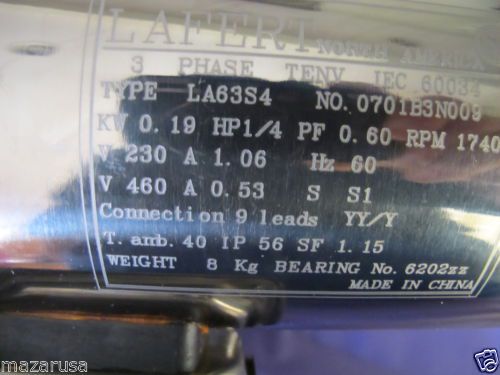 LAFERT NORTH AMERICA
3 PHASE TENV IEC 60034
TYPE LA63S4 NO. 0701B3N009
KW 0.19 HP1/4 PF 0.60 RPM 1740
V 230 A 1.06 Hz 60
V 460 A 0.53 S S1
Connection 9 leads YY/Y
T. amb. 40 IP 56 SF 1.15
WEIGHT 8 Kg BEARING No. 6202zz
MADE IN CHINA
mazarusa
mazarusa